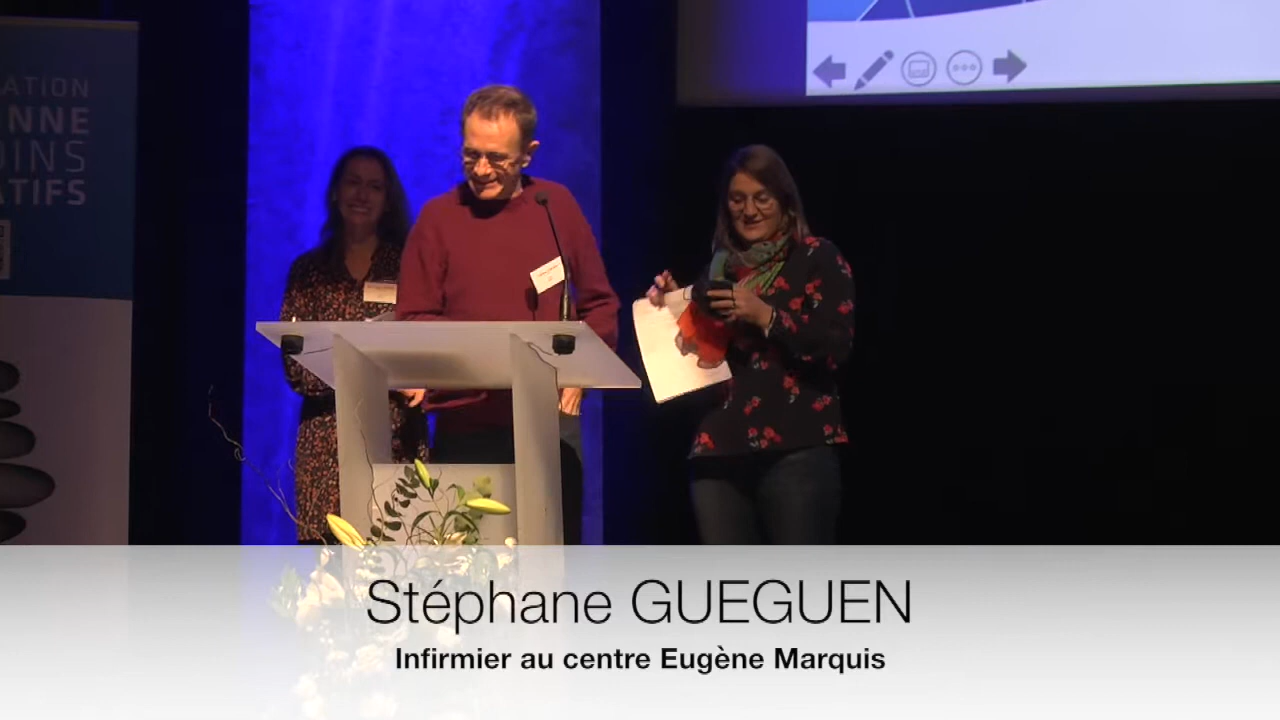 ATION
NNE
OINS
ATIFS
Stéphane GUEGUEN
Infirmier au centre Eugène Marquis